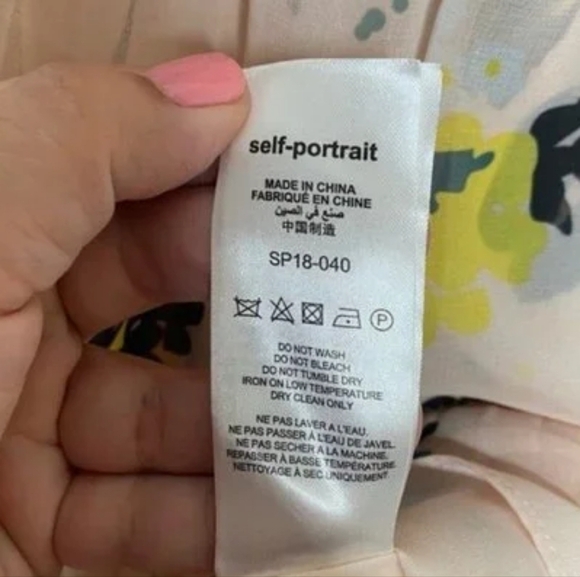 self-portrait
MADE IN CHINA
FABRIQUÉ EN CHINE
صنع في الصين
中国制造
SP18-040
P
DO NOT WASH
DO NOT BLEACH
DO NOT TUMBLE DRY
IRON ON LOW TEMPERATURE
DRY CLEAN ONLY
NE PAS LAVER A L'EAU.
NE PAS PASSER Á L'EAU DE JAVEL.
NE PAS SECHER A LA MACHINE.
REPASSER À BASSE TEMPÉRATURE.
NETTOYAGE À SEC UNIQUEMENT.